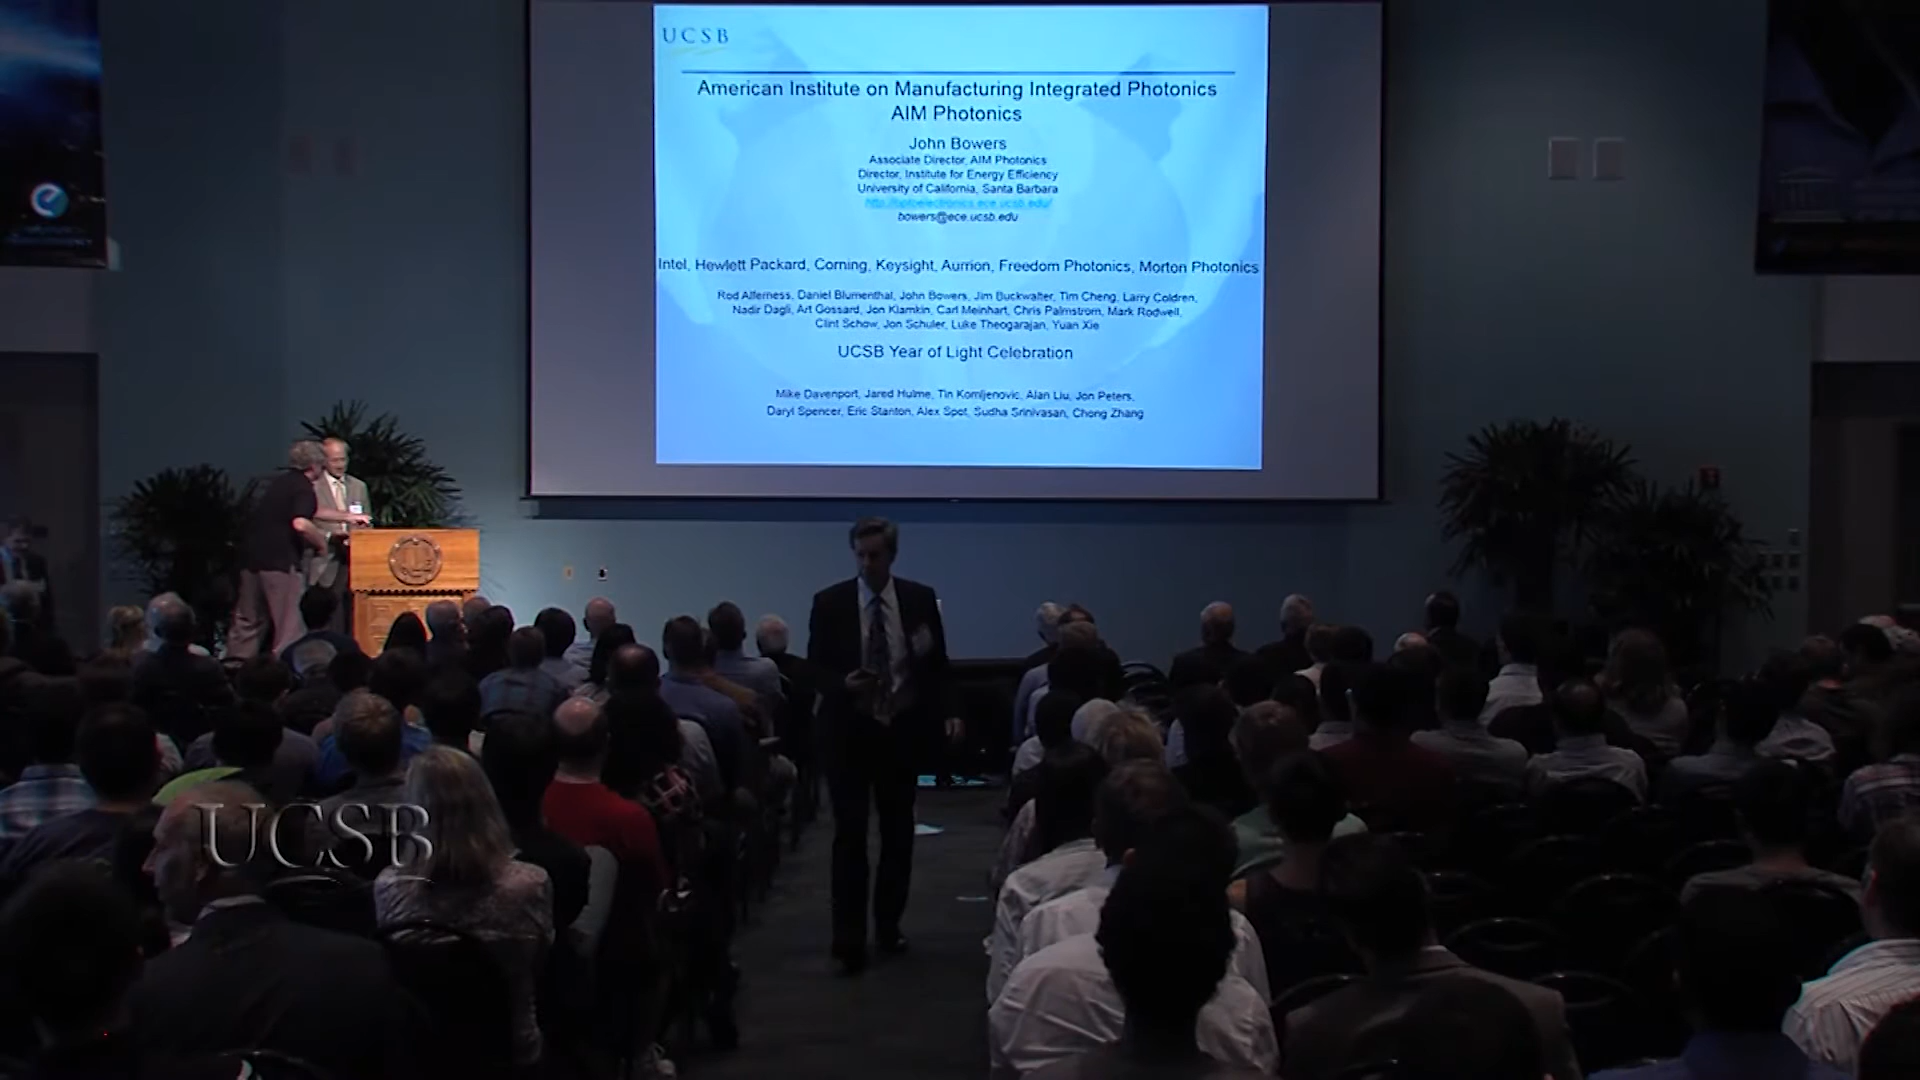 UCSB
American Institute on Manufacturing Integrated Photonics
AIM Photonics
John Bowers
Associate Director, AIM Photonics
Director, Institute for Energy Efficiency
University of California, Santa Barbara
http://optoelectronics.ece.ucsb.edu/
bowers@ece.ucsb.edu
Intel, Hewlett Packard, Corning, Keysight, Aurrion, Freedom Photonics, Morton Photonics
Rod Alferness, Daniel Blumenthal, John Bowers, Jim Buckwalter, Tim Cheng, Larry Coldren,
Nadir Dagli, Art Gossard, Jon Klamkin, Carl Meinhart, Chris Palmstrom, Mark Rodwell,
Clint Schow, Jon Schuler, Luke Theogarajan, Yuan Xie
UCSB Year of Light Celebration
Mike Davenport, Jared Hulme, Tin Komljenovic, Alan Liu, Jon Peters,
Daryl Spencer, Eric Stanton, Alex Spot, Sudha Srinivasan, Chong Zhang
UCSB